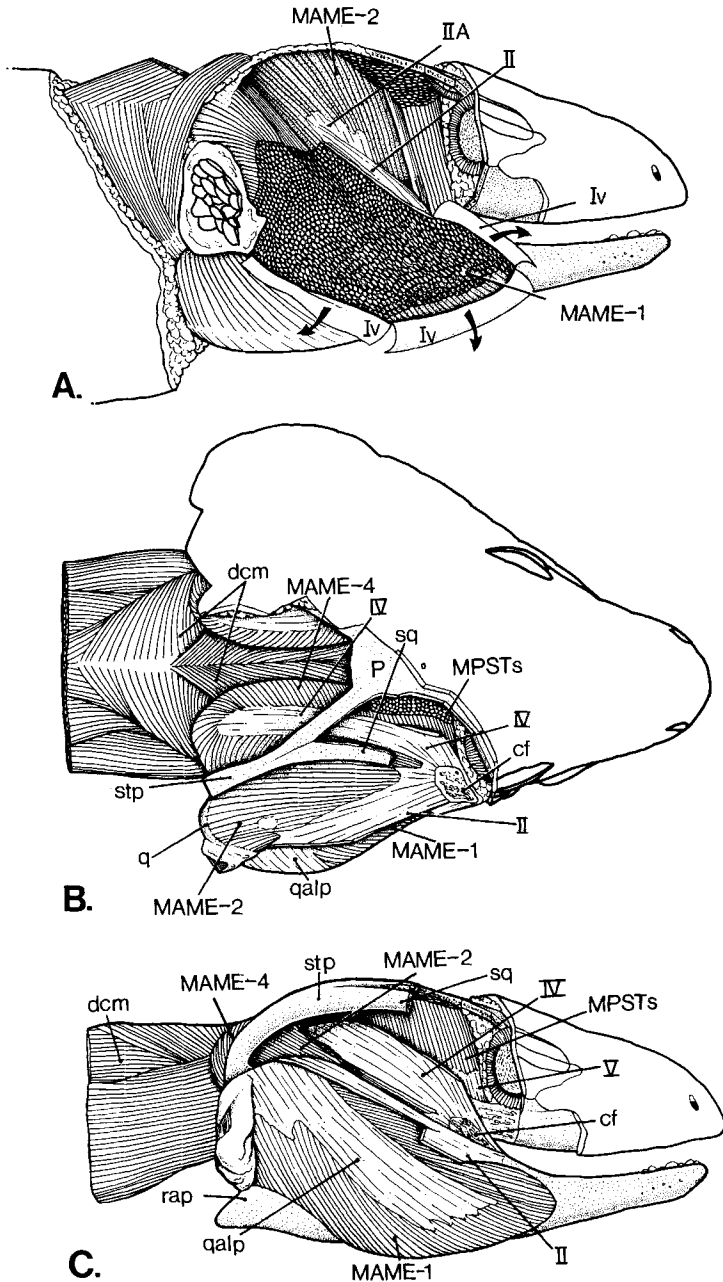 MAME-2
IIA
II
Iv
MAME-1
Iv
Iv
A.
dcm
MAME-4
IV
sq
P
MPSTs
IV
cf
stp
II
q
MAME-1
qalp
MAME-2
B.
MAME-2
stp
sq
MAME-4
IV
dcm
MPSTs
V
cf
rap
qalp
II
MAME-1
C.